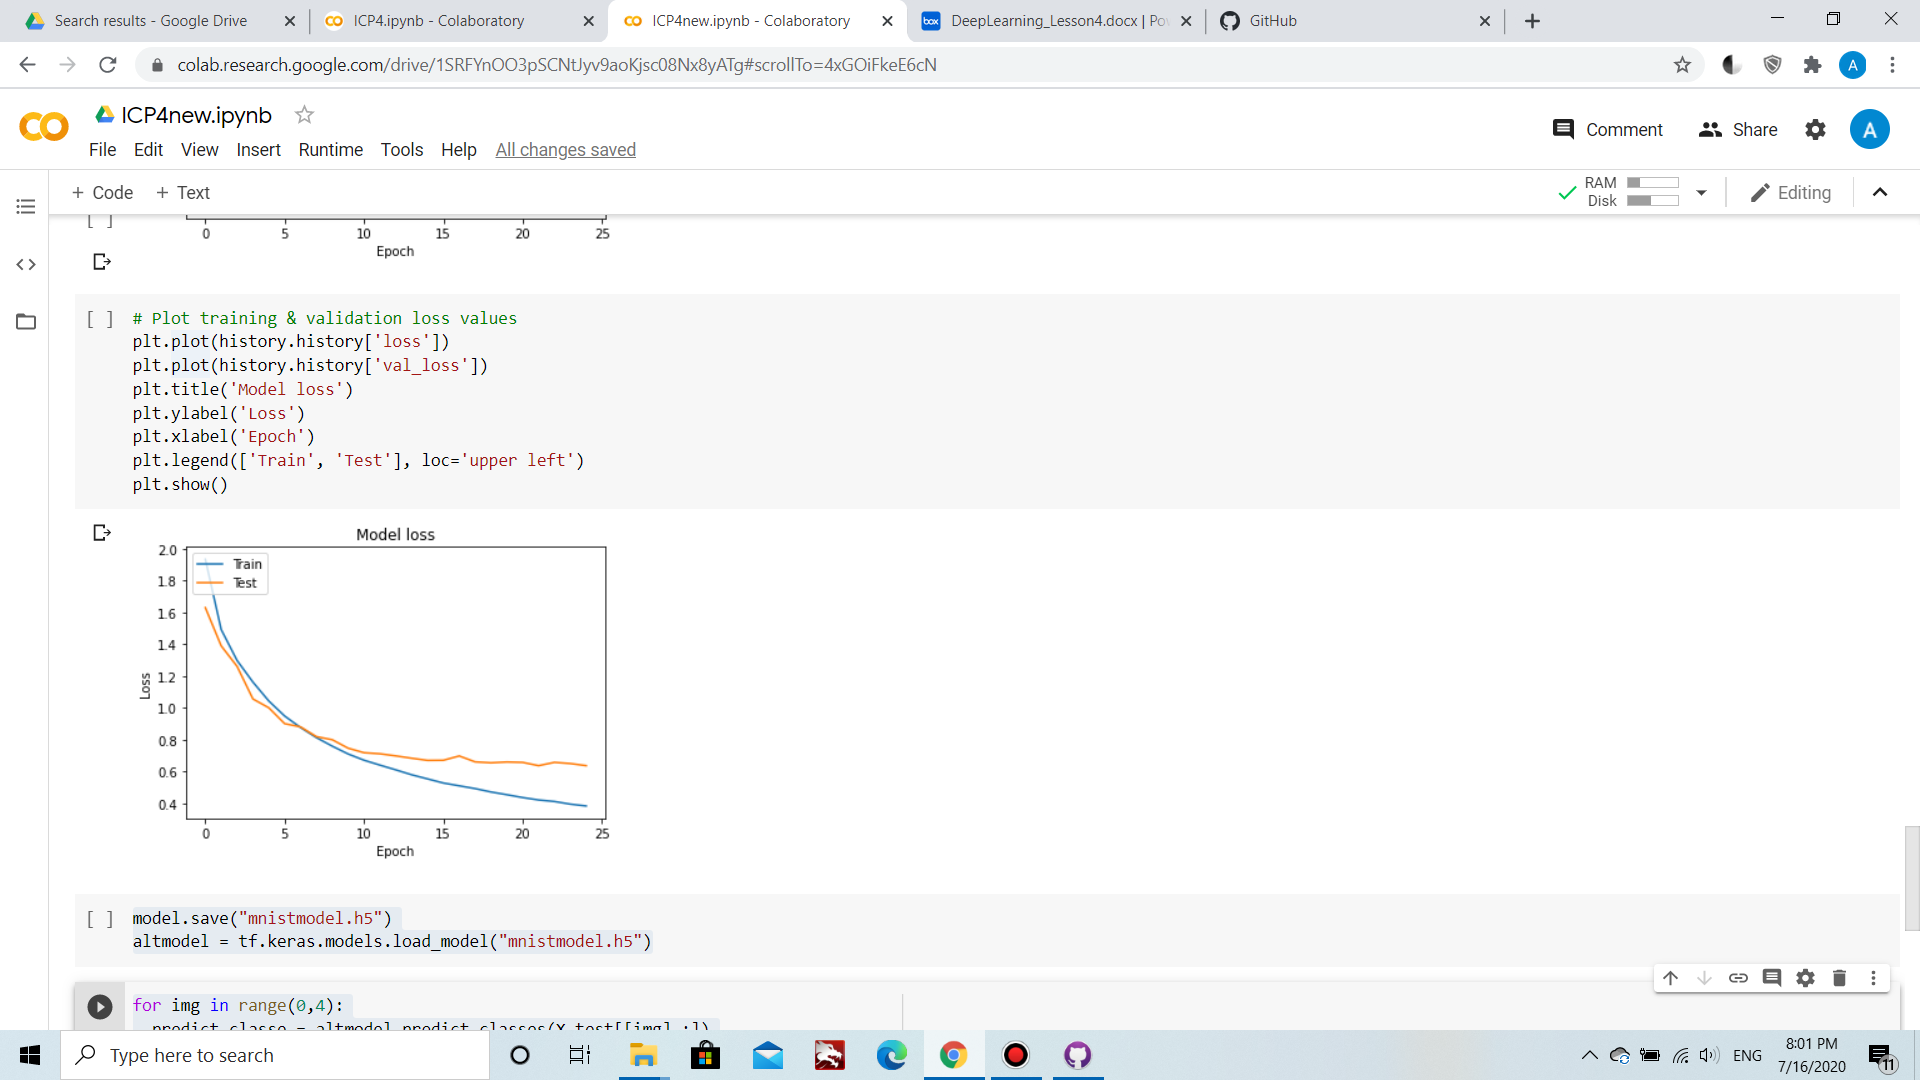 Search results - Google Drive
ICP4.ipynb - Colaboratory
ICP4new.ipynb - Colaboratory
DeepLearning_Lesson4.docx | Po
GitHub
colab.research.google.com/drive/1SRFYnOO3pSCNtJyv9aoKjsc08Nx8yATg#scrollTo=4xGOiFkeE6cN
A
ICP4new.ipynb
Comment
Share
A
File Edit View Insert Runtime Tools Help All changes saved
+ Code + Text
RAM
Disk
Editing
[ ]
0 5 10 15 20 25
Epoch
[ ] # Plot training & validation loss values
plt.plot(history.history['loss'])
plt.plot(history.history['val_loss'])
plt.title('Model loss')
plt.ylabel('Loss')
plt.xlabel('Epoch')
plt.legend(['Train', 'Test'], loc='upper left')
plt.show()
Model loss
Train
Test
2.0
1.8
1.6
1.4
1.2
1.0
0.8
0.6
0.4
Loss
0 5 10 15 20 25
Epoch
[ ] model.save("mnistmodel.h5")
altmodel = tf.keras.models.load_model("mnistmodel.h5")
for img in range(0,4):
predict_classe = altmodel.predict_classes(X_test[[img],:])
Type here to search
box
ENG
8:01 PM
7/16/2020
11